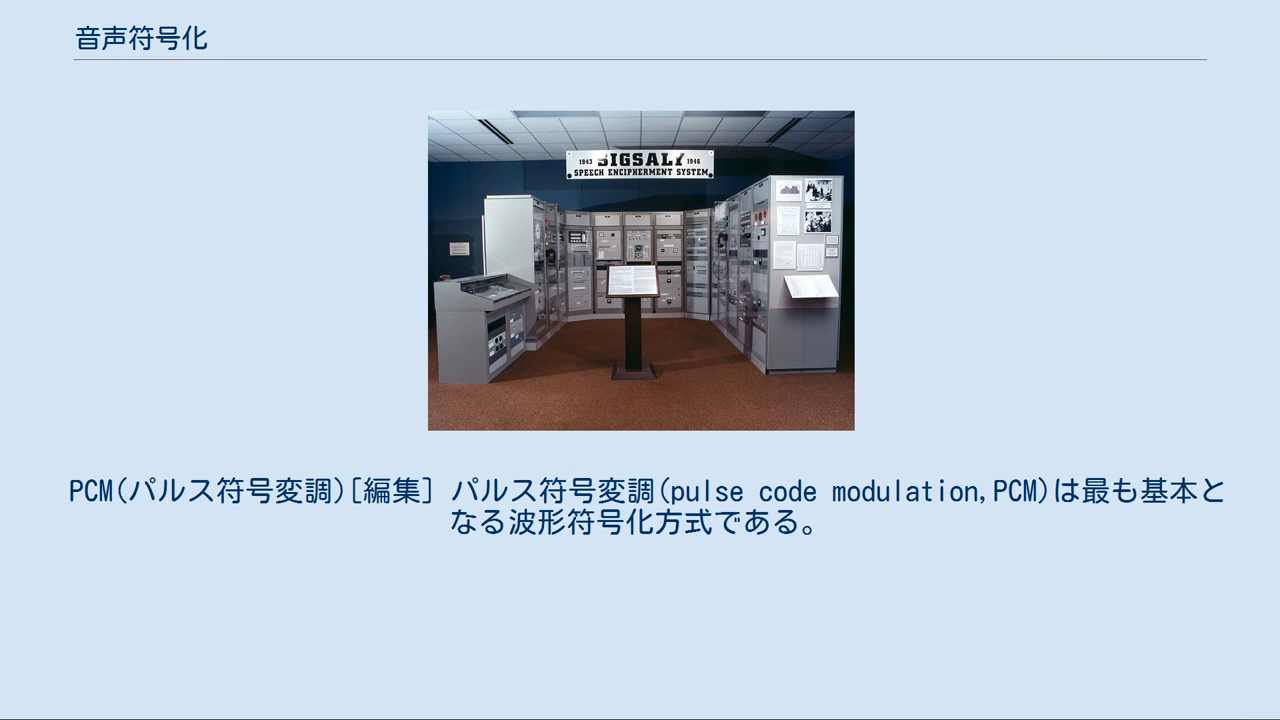 音声符号化
1943 SIGSALY 1946
SPEECH ENCIPHERMENT SYSTEM
PCM(パルス符号変調)[編集] パルス符号変調(pulse code modulation,PCM)は最も基本と
なる波形符号化方式である。